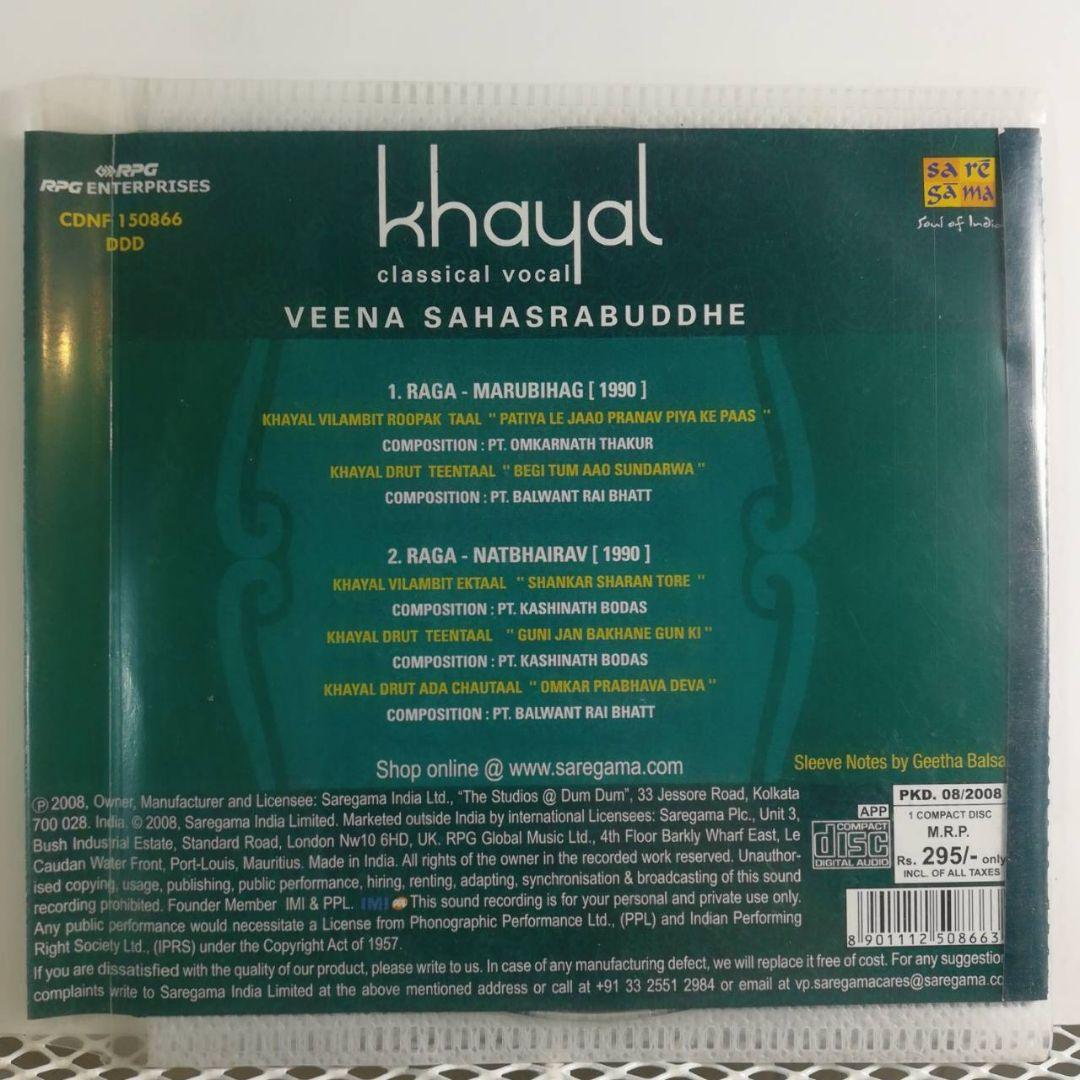 RPG
RPG ENTERPRISES
CDNF 150866
DDD
khayal
classical vocal
VEENA SAHASRABUDDHE
sa rē
ga ma
Soul of India
1. RAGA - MARUBIHAG [ 1990 ]
KHAYAL VILAMBIT ROOPAK TAAL " PATIYA LE JAAO PRANAV PIYA KE PAAS "
COMPOSITION : PT. OMKARNATH THAKUR
KHAYAL DRUT TEENTAAL " BEGI TUM AAO SUNDARWA "
COMPOSITION : PT. BALWANT RAI BHATT
2. RAGA - NATBHAIRAV [ 1990 ]
KHAYAL VILAMBIT EKTAAL " SHANKAR SHARAN TORE "
COMPOSITION : PT. KASHINATH BODAS
KHAYAL DRUT TEENTAAL " GUNI JAN BAKHANE GUN KI "
COMPOSITION : PT. KASHINATH BODAS
KHAYAL DRUT ADA CHAUTAAL " OMKAR PRABHAVA DEVA "
COMPOSITION : PT. BALWANT RAI BHATT
Shop online @ www.saregama.com
Sleeve Notes by Geetha Balsa
℗ 2008, Owner, Manufacturer and Licensee: Saregama India Ltd., "The Studios @ Dum Dum", 33 Jessore Road, Kolkata
700 028. India. © 2008, Saregama India Limited. Marketed outside India by international Licensees: Saregama Plc., Unit 3,
Bush Industrial Estate, Standard Road, London Nw10 6HD, UK. RPG Global Music Ltd., 4th Floor Barkly Wharf East, Le
Caudan Water Front, Port-Louis, Mauritius. Made in India. All rights of the owner in the recorded work reserved. Unauthor-
ised copying, usage, publishing, public performance, hiring, renting, adapting, synchronisation & broadcasting of this sound
recording prohibited. Founder Member IMI & PPL. IMI This sound recording is for your personal and private use only.
Any public performance would necessitate a License from Phonographic Performance Ltd., (PPL) and Indian Performing
Right Society Ltd., (IPRS) under the Copyright Act of 1957.
If you are dissatisfied with the quality of our product, please write to us. In case of any manufacturing defect, we will replace it free of cost. For any suggestion
complaints write to Saregama India Limited at the above mentioned address or call at +91 33 2551 2984 or email at vp.saregamacares@saregama.co
APP
COMPACT
disc
DIGITAL AUDIO
PKD. 08/2008
1 COMPACT DISC
M.R.P.
Rs. 295/- only
INCL. OF ALL TAXES
8 901112 508663